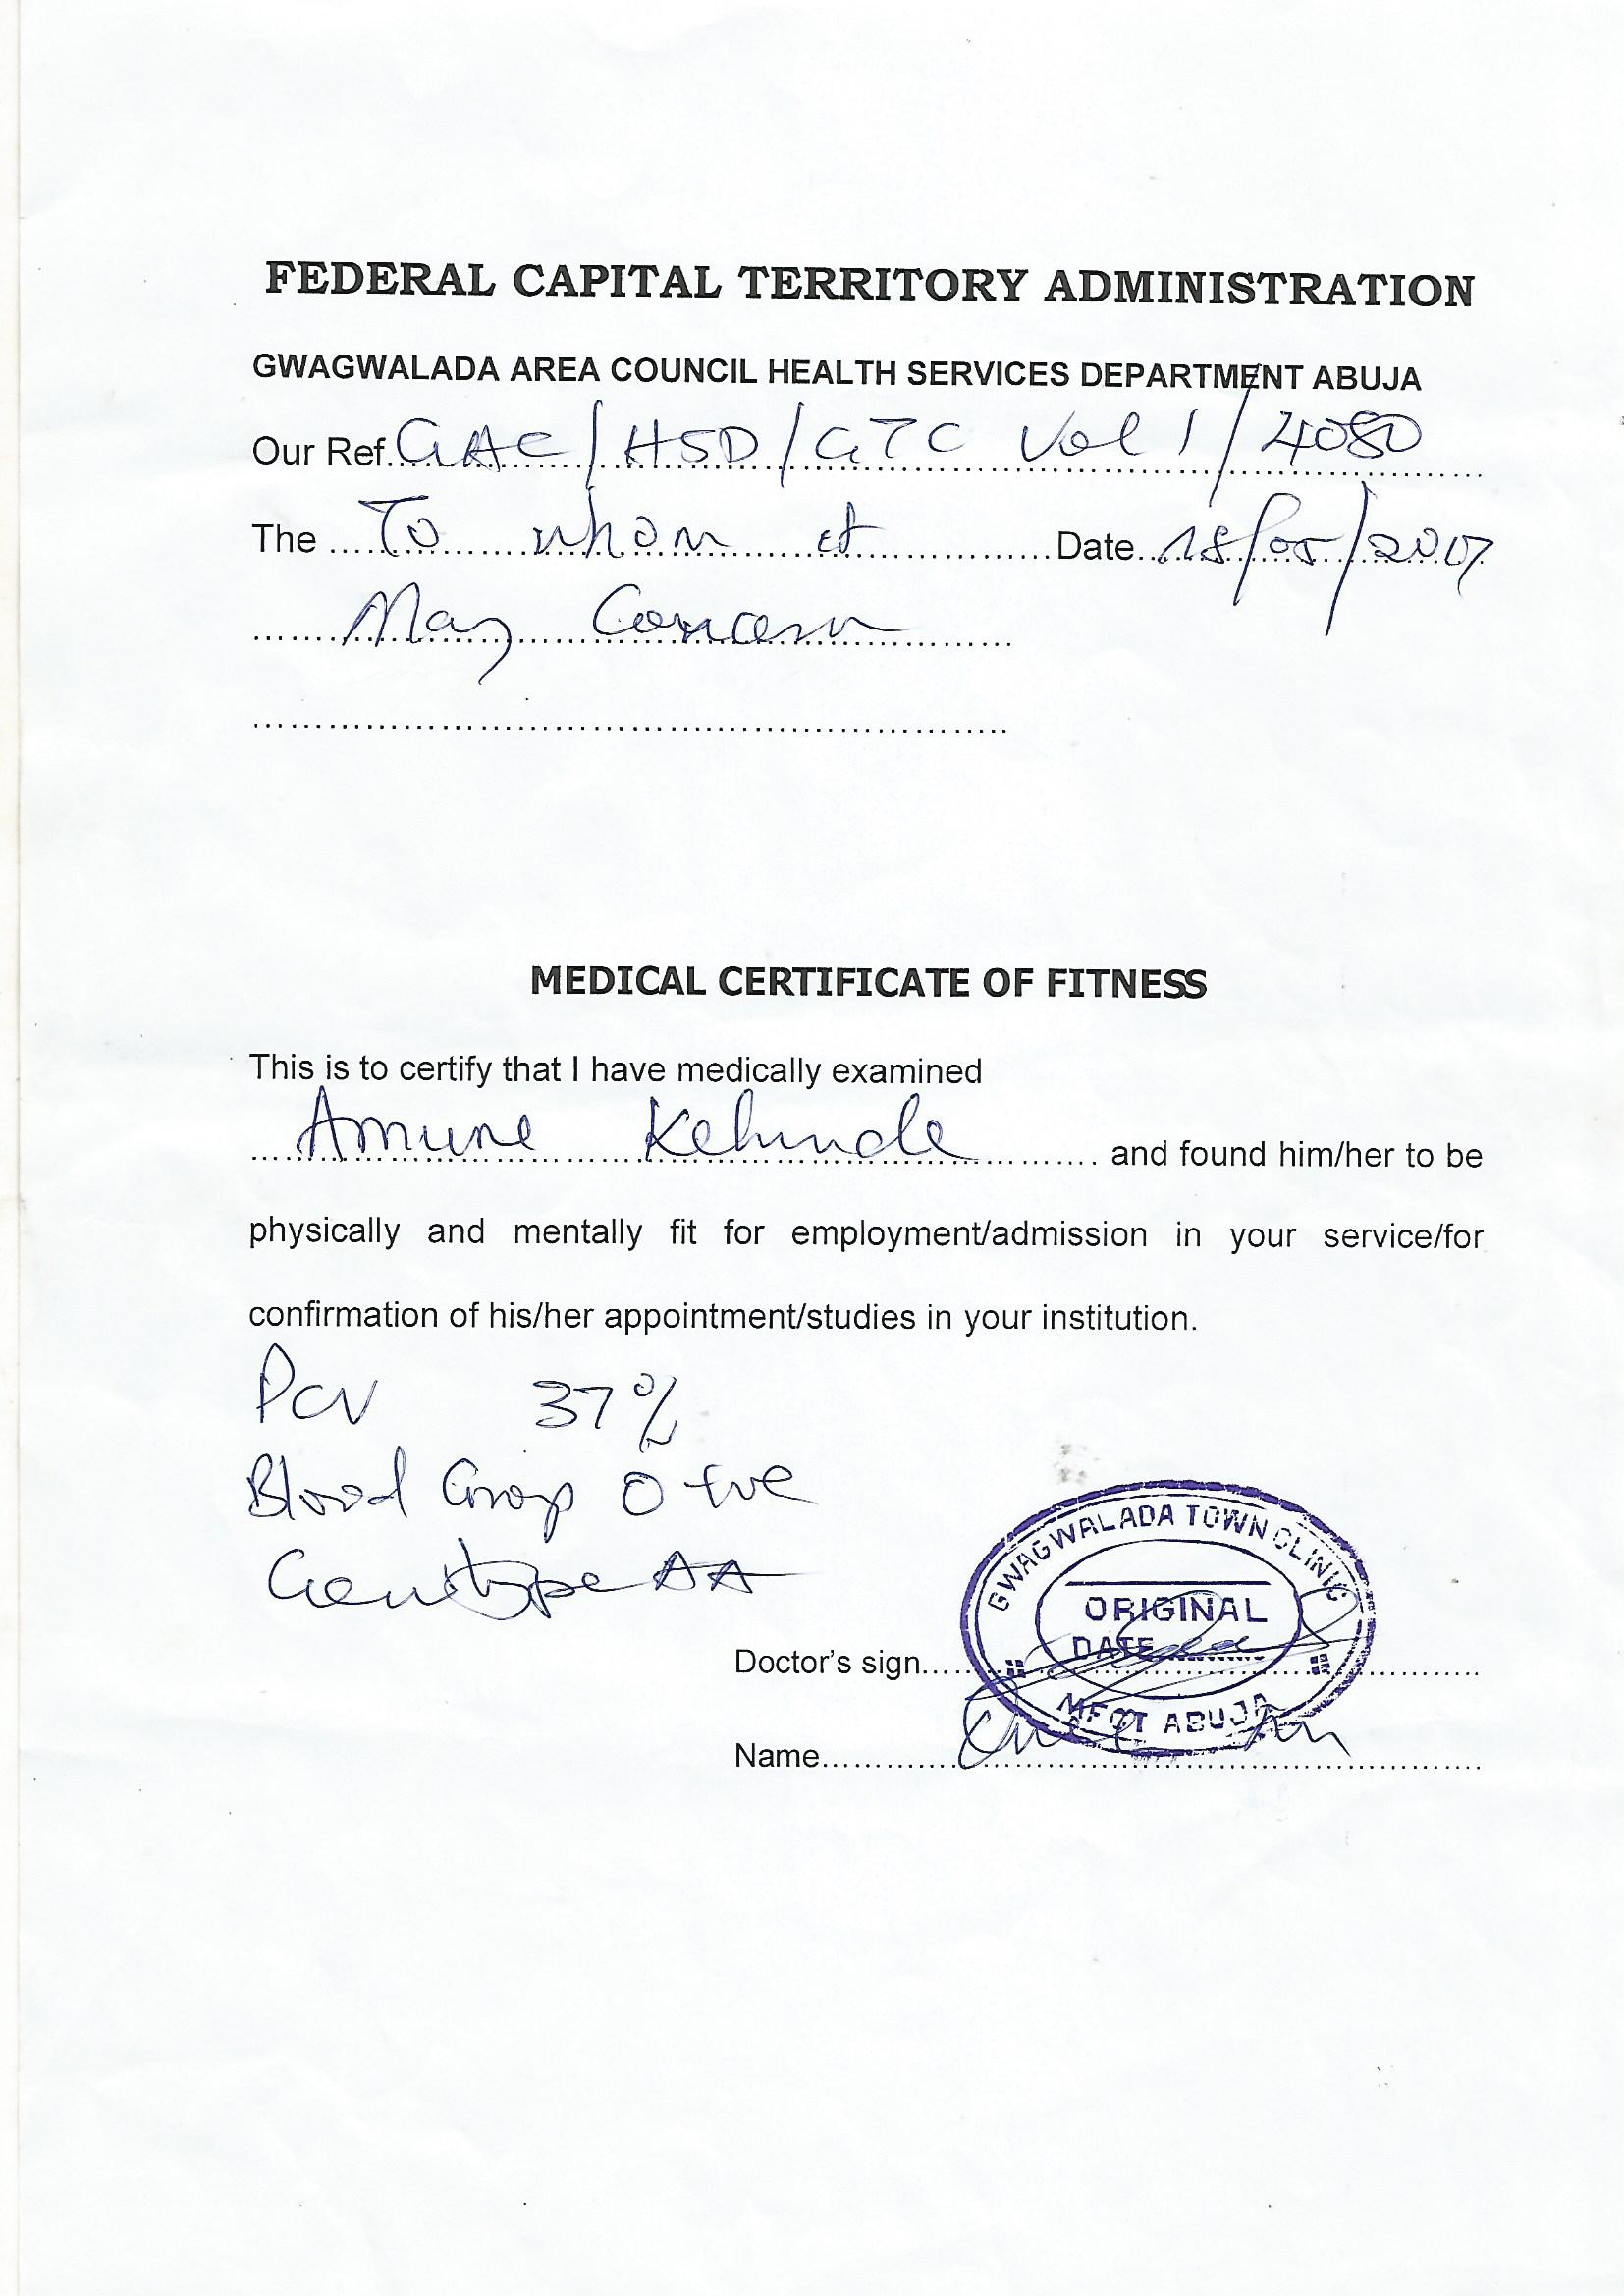 FEDERAL CAPITAL TERRITORY ADMINISTRATION
GWAGWALADA AREA COUNCIL HEALTH SERVICES DEPARTMENT ABUJA
Our Ref. GAC/HSD/GTC Vol 1/4080
The To whom it Date 18/05/2017
May Concern
MEDICAL CERTIFICATE OF FITNESS
This is to certify that I have medically examined
Amune Kehinde and found him/her to be
physically and mentally fit for employment/admission in your service/for
confirmation of his/her appointment/studies in your institution.
PCV 37%
Blood Group O +ve
Genotype AA
GWAGWALADA TOWN CLINIC
ORIGINAL
DATE
MFCT ABUJA
Doctor's sign
Name